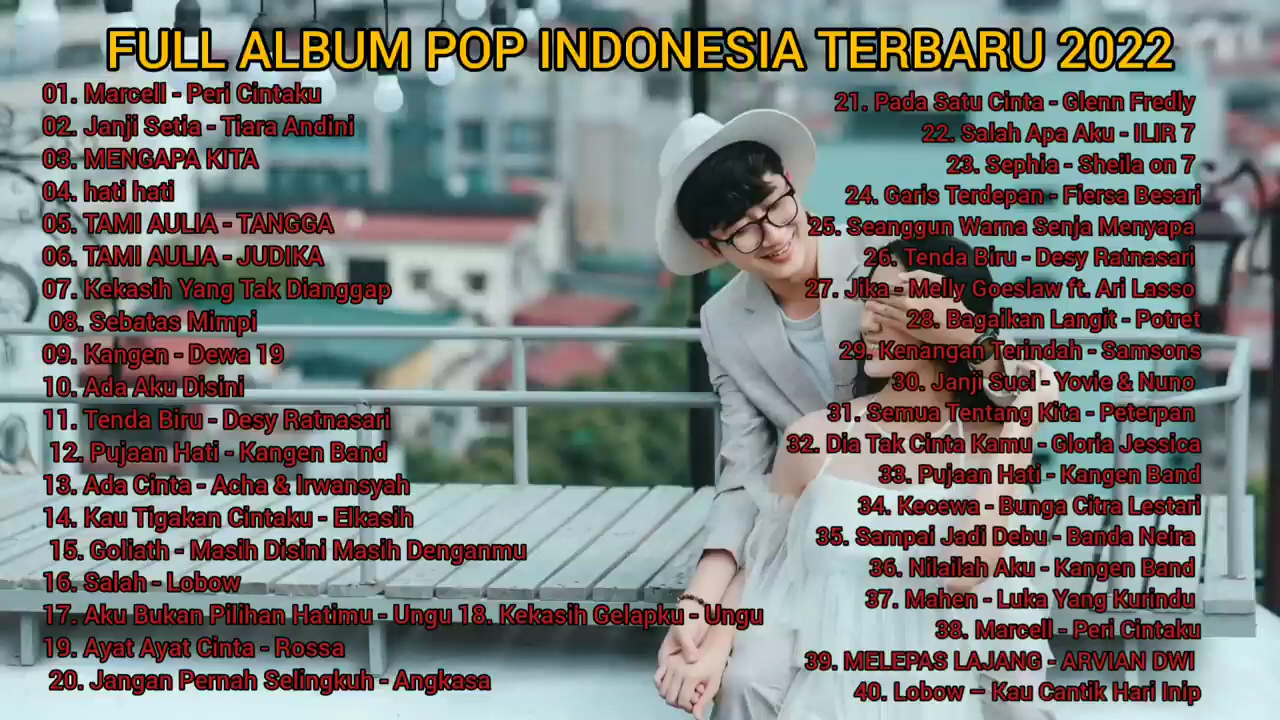 FULL ALBUM POP INDONESIA TERBARU 2022
01. Marcell - Peri Cintaku
02. Janji Setia - Tiara Andini
03. MENGAPA KITA
04. hati hati
05. TAMI AULIA - TANGGA
06. TAMI AULIA - JUDIKA
07. Kekasih Yang Tak Dianggap
08. Sebatas Mimpi
09. Kangen - Dewa 19
10. Ada Aku Disini
11. Tenda Biru - Desy Ratnasari
12. Pujaan Hati - Kangen Band
13. Ada Cinta - Acha & Irwansyah
14. Kau Tigakan Cintaku - Elkasih
15. Goliath - Masih Disini Masih Denganmu
16. Salah - Lobow
17. Aku Bukan Pilihan Hatimu - Ungu 18. Kekasih Gelapku - Ungu
19. Ayat Ayat Cinta - Rossa
20. Jangan Pernah Selingkuh - Angkasa
21. Pada Satu Cinta - Glenn Fredly
22. Salah Apa Aku - ILIR 7
23. Sephia - Sheila on 7
24. Garis Terdepan - Fiersa Besari
25. Seanggun Warna Senja Menyapa
26. Tenda Biru - Desy Ratnasari
27. Jika - Melly Goeslaw ft. Ari Lasso
28. Bagaikan Langit - Potret
29. Kenangan Terindah - Samsons
30. Janji Suci - Yovie & Nuno
31. Semua Tentang Kita - Peterpan
32. Dia Tak Cinta Kamu - Gloria Jessica
33. Pujaan Hati - Kangen Band
34. Kecewa - Bunga Citra Lestari
35. Sampai Jadi Debu - Banda Neira
36. Nilailah Aku - Kangen Band
37. Mahen - Luka Yang Kurindu
38. Marcell - Peri Cintaku
39. MELEPAS LAJANG - ARVIAN DWI
40. Lobow – Kau Cantik Hari Inip